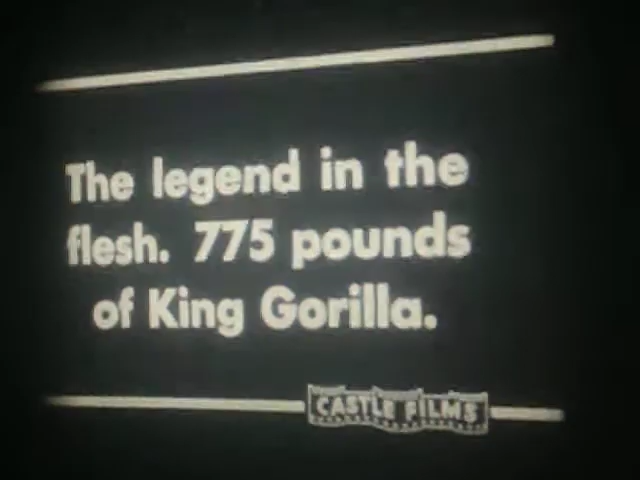 The legend in the
flesh. 775 pounds
of King Gorilla.
CASTLE FILMS